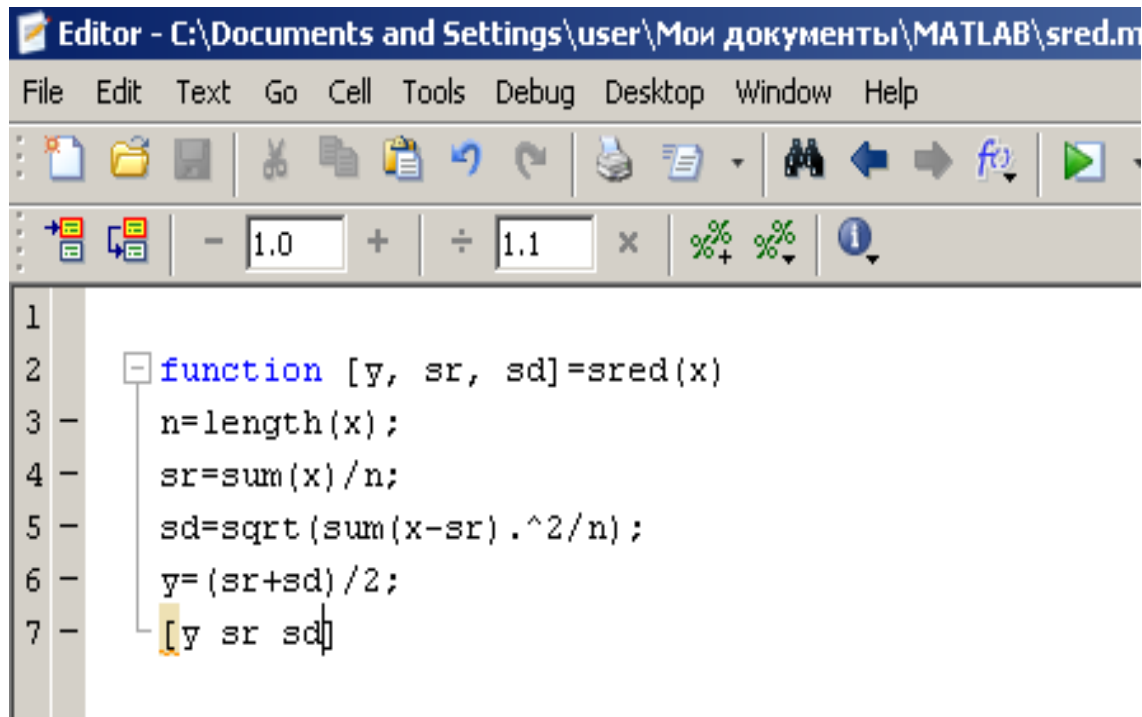 Editor - C:\Documents and Settings\user\Мои документы\MATLAB\sred.m
File Edit Text Go Cell Tools Debug Desktop Window Help
1.0 1.1
1
2 function [y, sr, sd]=sred(x)
3 n=length(x);
4 sr=sum(x)/n;
5 sd=sqrt(sum(x-sr).^2/n);
6 y=(sr+sd)/2;
7 [y sr sd]